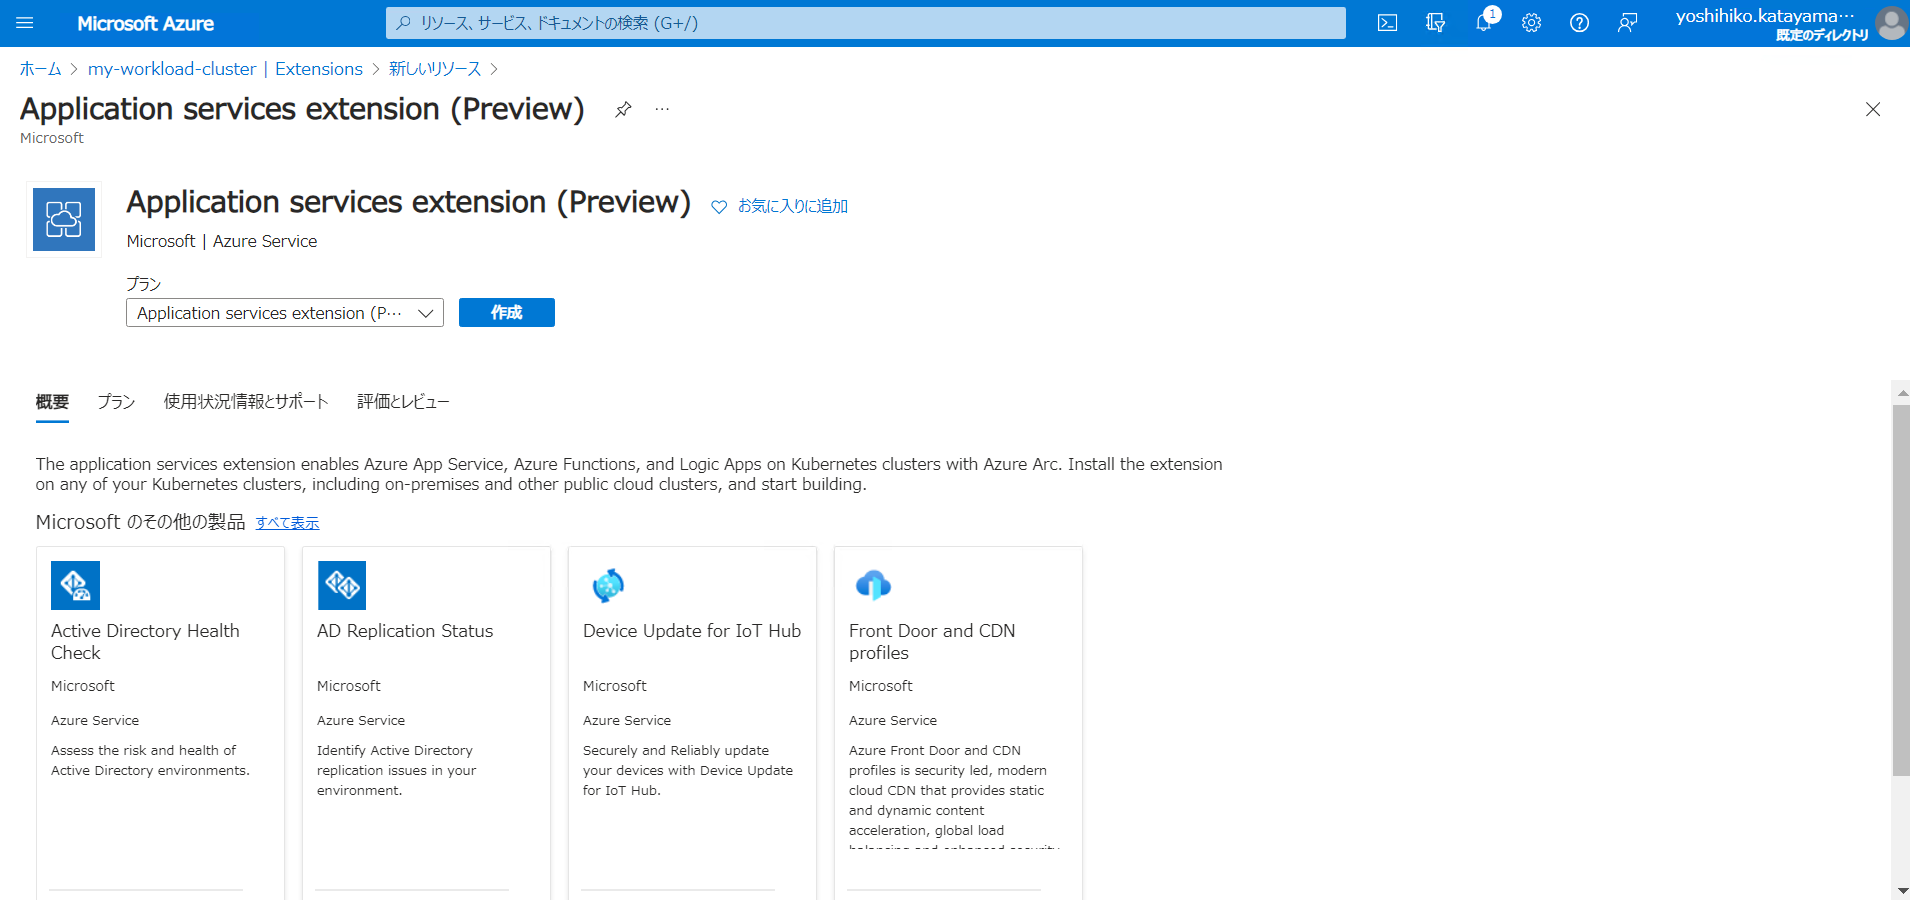 Microsoft Azure
リソース、サービス、ドキュメントの検索 (G+/)
1
yoshihiko.katayama…
既定のディレクトリ
ホーム > my-workload-cluster | Extensions > 新しいリソース >
Application services extension (Preview) …
Microsoft
Application services extension (Preview)
お気に入りに追加
Microsoft | Azure Service
プラン
Application services extension (P…
作成
概要 プラン 使用状況情報とサポート 評価とレビュー
The application services extension enables Azure App Service, Azure Functions, and Logic Apps on Kubernetes clusters with Azure Arc. Install the extension
on any of your Kubernetes clusters, including on-premises and other public cloud clusters, and start building.
Microsoft のその他の製品 すべて表示
Active Directory Health
Check
Microsoft
Azure Service
Assess the risk and health of
Active Directory environments.
AD Replication Status
Microsoft
Azure Service
Identify Active Directory
replication issues in your
environment.
Device Update for IoT Hub
Microsoft
Azure Service
Securely and Reliably update
your devices with Device Update
for IoT Hub.
Front Door and CDN
profiles
Microsoft
Azure Service
Azure Front Door and CDN
profiles is security led, modern
cloud CDN that provides static
and dynamic content
acceleration, global load
balancing and enhanced security